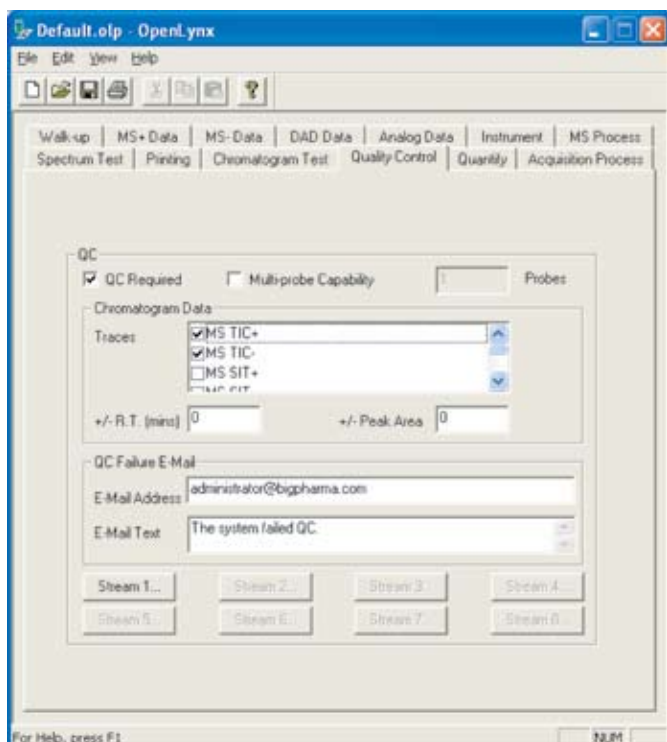 Default.olp - OpenLynx
File Edit View Help
Walk-up MS+ Data MS- Data DAD Data Analog Data Instrument MS Process
Spectrum Test Printing Chromatogram Test Quality Control Quantify Acquisition Process
QC
QC Required Multi-probe Capability 1 Probes
Chromatogram Data
Traces
MS TIC+
MS TIC-
MS SIT+
MS SIT
+/- R.T. (mins) 0 +/- Peak Area 0
QC Failure E-Mail
E-Mail Address administrator@bigpharma.com
E-Mail Text The system failed QC.
Stream 1... Stream 2... Stream 3... Stream 4...
Stream 5... Stream 6... Stream 7... Stream 8...
For Help, press F1 NUM